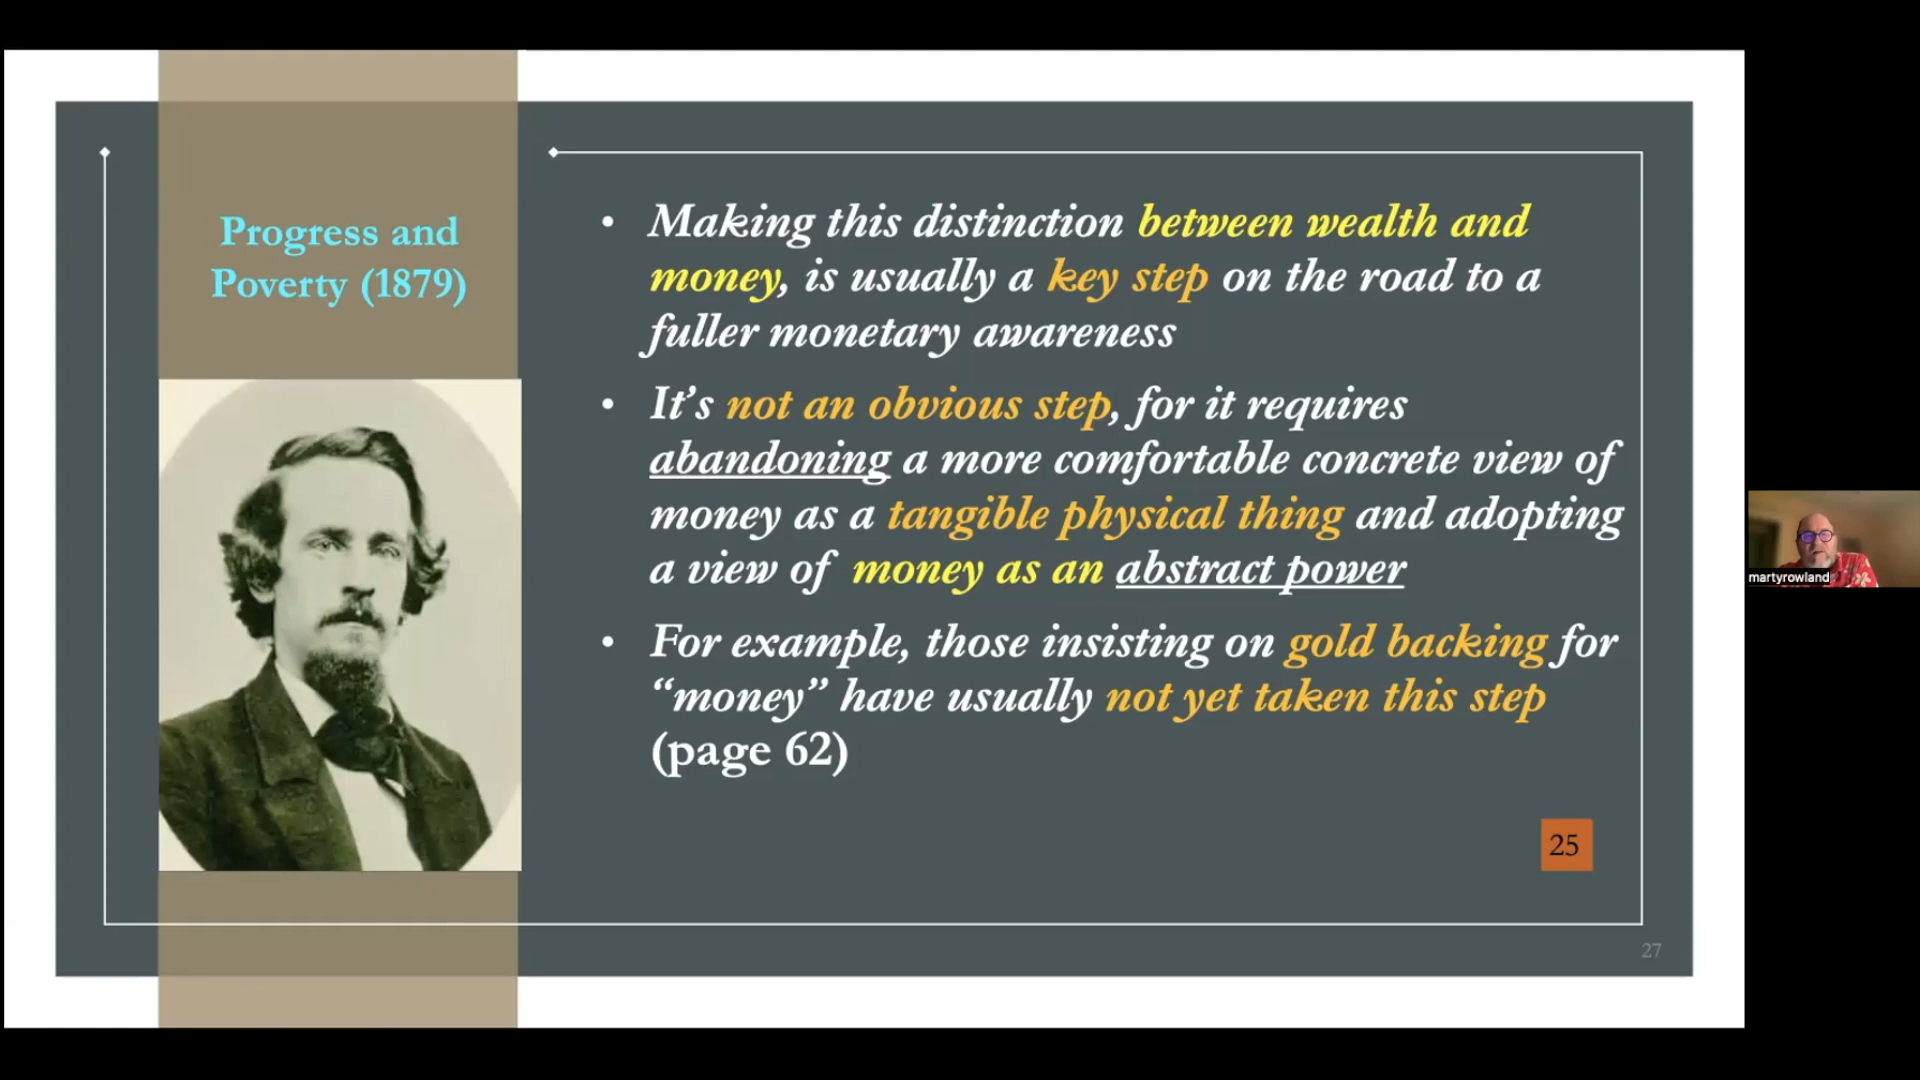 Progress and
Poverty (1879)
• Making this distinction between wealth and
money, is usually a key step on the road to a
fuller monetary awareness
• It’s not an obvious step, for it requires
abandoning a more comfortable concrete view of
money as a tangible physical thing and adopting
a view of money as an abstract power
• For example, those insisting on gold backing for
“money” have usually not yet taken this step
(page 62)
25
27
martyrowland